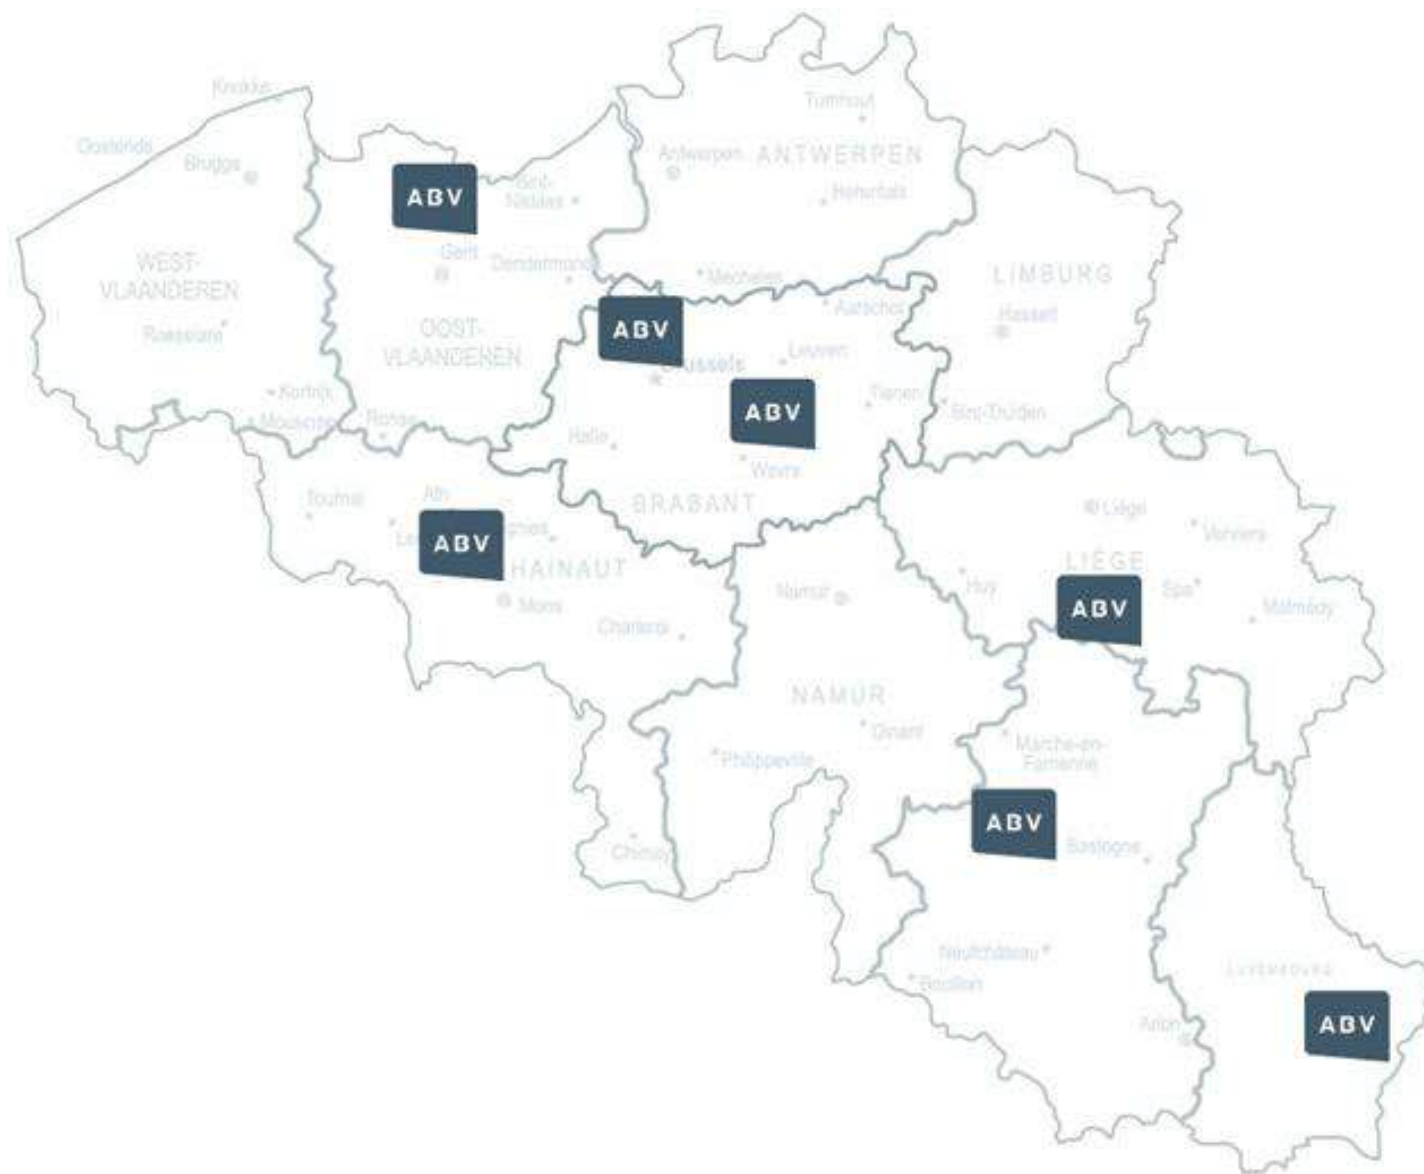 Knokke
Turnhout
Oostende
Brugge
Antwerpen
ANTWERPEN
ABV
Sint-
Niklaas
Herentals
Gent
WEST-
VLAANDEREN
Dendermonde
Mechelen
LIMBURG
Aarschot
Hasselt
ABV
Roeselare
OOST-
VLAANDEREN
Leuven
Brussels
ABV
Kortrijk
Tienen
Mouscron
Ronse
Sint-Truiden
Halle
Wavre
Tournai
Ath
BRABANT
Liège
ABV
Verviers
HAINAUT
LIÈGE
Huy
Spa
Namur
Mons
ABV
Malmédy
Charleroi
NAMUR
Dinant
Marche-en-
Famenne
Philippeville
ABV
Bastogne
Chimay
Neufchâteau
Bouillon
LUXEMBOURG
Arlon
ABV